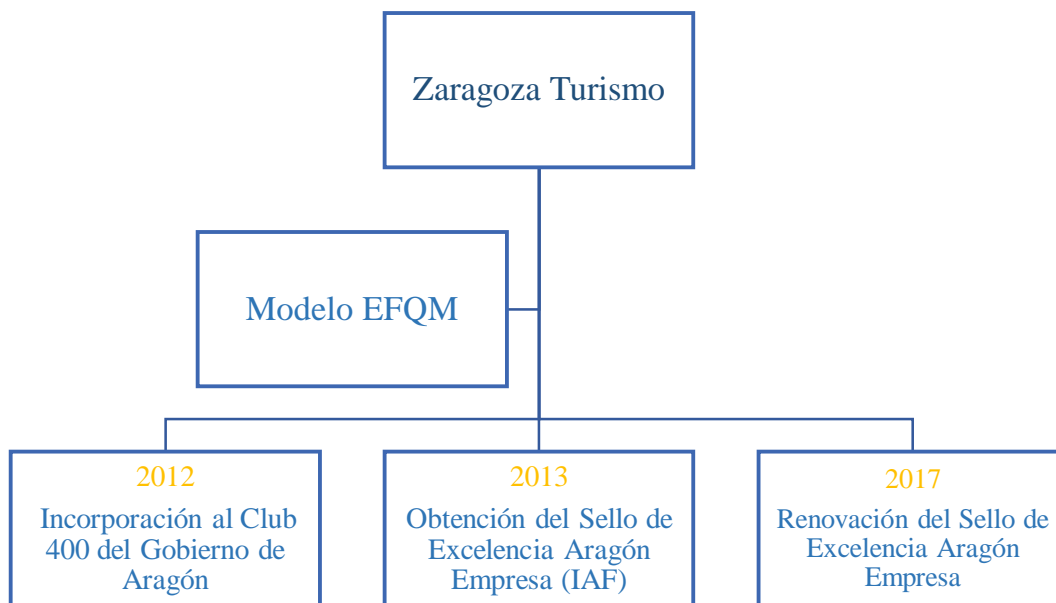 Zaragoza Turismo
Modelo EFQM
2012
Incorporación al Club
400 del Gobierno de
Aragón
2013
Obtención del Sello de
Excelencia Aragón
Empresa (IAF)
2017
Renovación del Sello de
Excelencia Aragón
Empresa